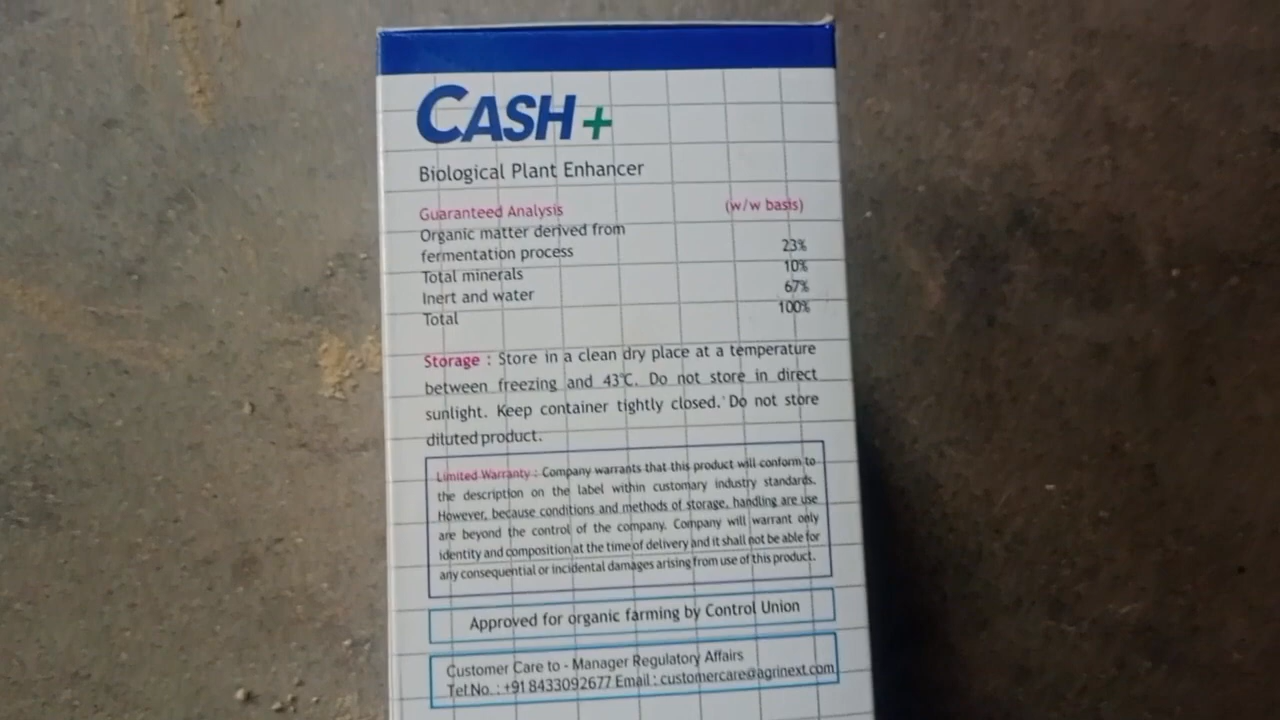 CASH+
Biological Plant Enhancer
Guaranteed Analysis (w/w basis)
Organic matter derived from
fermentation process 23%
Total minerals 10%
Inert and water 67%
Total 100%
Storage : Store in a clean dry place at a temperature
between freezing and 43°C. Do not store in direct
sunlight. Keep container tightly closed. Do not store
diluted product.
Limited Warranty : Company warrants that this product will conform to
the description on the label within customary industry standards.
However, because conditions and methods of storage, handling are use
are beyond the control of the company. Company will warrant only
identity and composition at the time of delivery and it shall not be able for
any consequential or incidental damages arising from use of this product.
Approved for organic farming by Control Union
Customer Care to - Manager Regulatory Affairs
Tel.No. : +91 8433092677 Email : customercare@agrinext.com